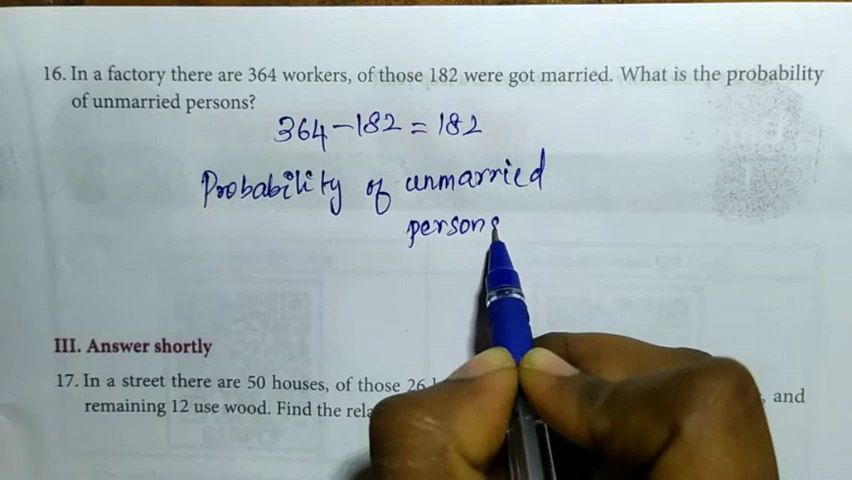 16. In a factory there are 364 workers, of those 182 were got married. What is the probability
of unmarried persons?
364 - 182 = 182
Probability of unmarried
persons
III. Answer shortly
17. In a street there are 50 houses, of those 26 and
remaining 12 use wood. Find the